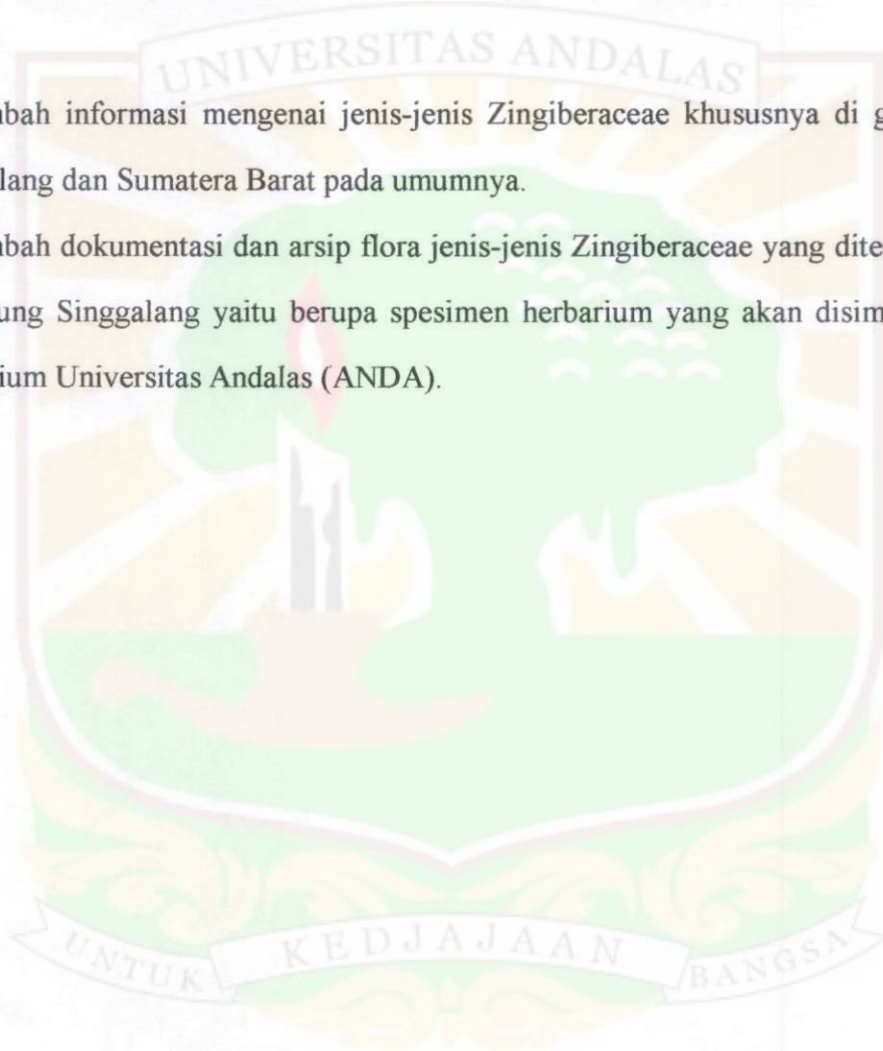 UNIVERSITAS ANDALAS
bah informasi mengenai jenis-jenis Zingiberaceae khususnya di g
lang dan Sumatera Barat pada umumnya.
bah dokumentasi dan arsip flora jenis-jenis Zingiberaceae yang dite
ung Singgalang yaitu berupa spesimen herbarium yang akan disim
ium Universitas Andalas (ANDA).
UNTUK KEDJAJAAN BANGSA